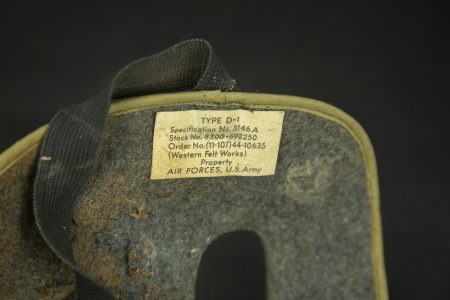 TYPE D-1
Specification No. 3146 A
Stock No. 8300-592250
Order No. (11-107)44-10635
(Western Felt Works)
Property
AIR FORCES, U.S. Army